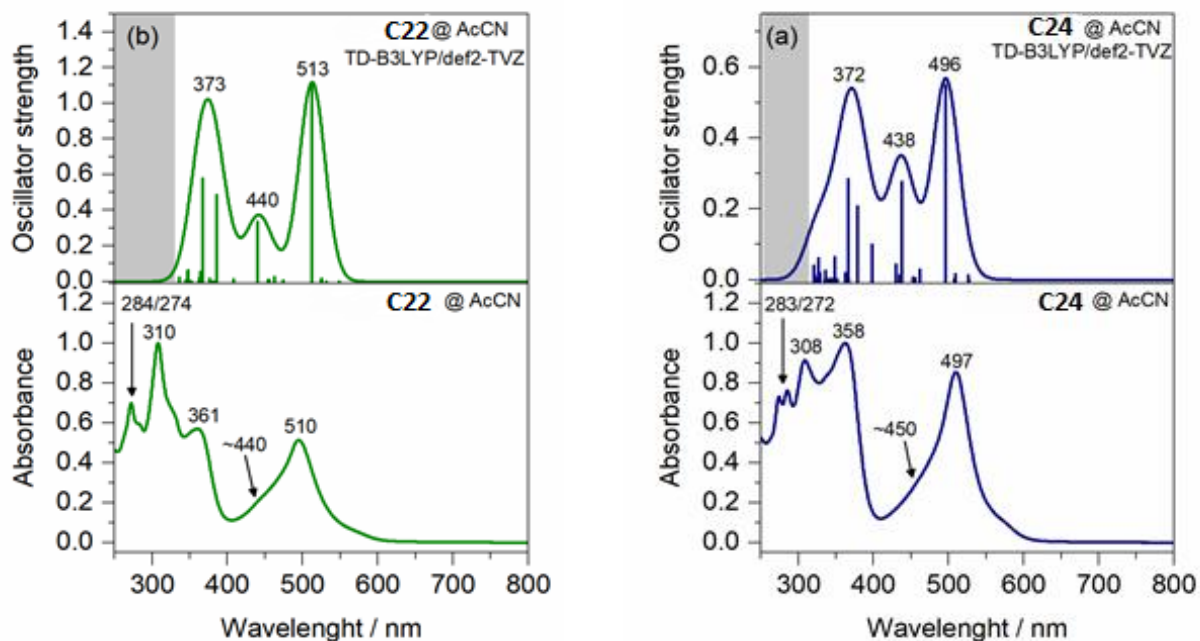 (b)
C22 @ AcCN
TD-B3LYP/def2-TVZ
Oscillator strength
1.4
1.2
1.0
0.8
0.6
0.4
0.2
0.0
373
440
513
C22 @ AcCN
Absorbance
1.2
1.0
0.8
0.6
0.4
0.2
0.0
284/274
310
361
~440
510
300 400 500 600 700 800
Wavelenght / nm
(a)
C24 @ AcCN
TD-B3LYP/def2-TVZ
Oscillator strength
0.6
0.4
0.2
0.0
372
438
496
C24 @ AcCN
Absorbance
1.2
1.0
0.8
0.6
0.4
0.2
0.0
283/272
308
358
~450
497
300 400 500 600 700 800
Wavelenght / nm